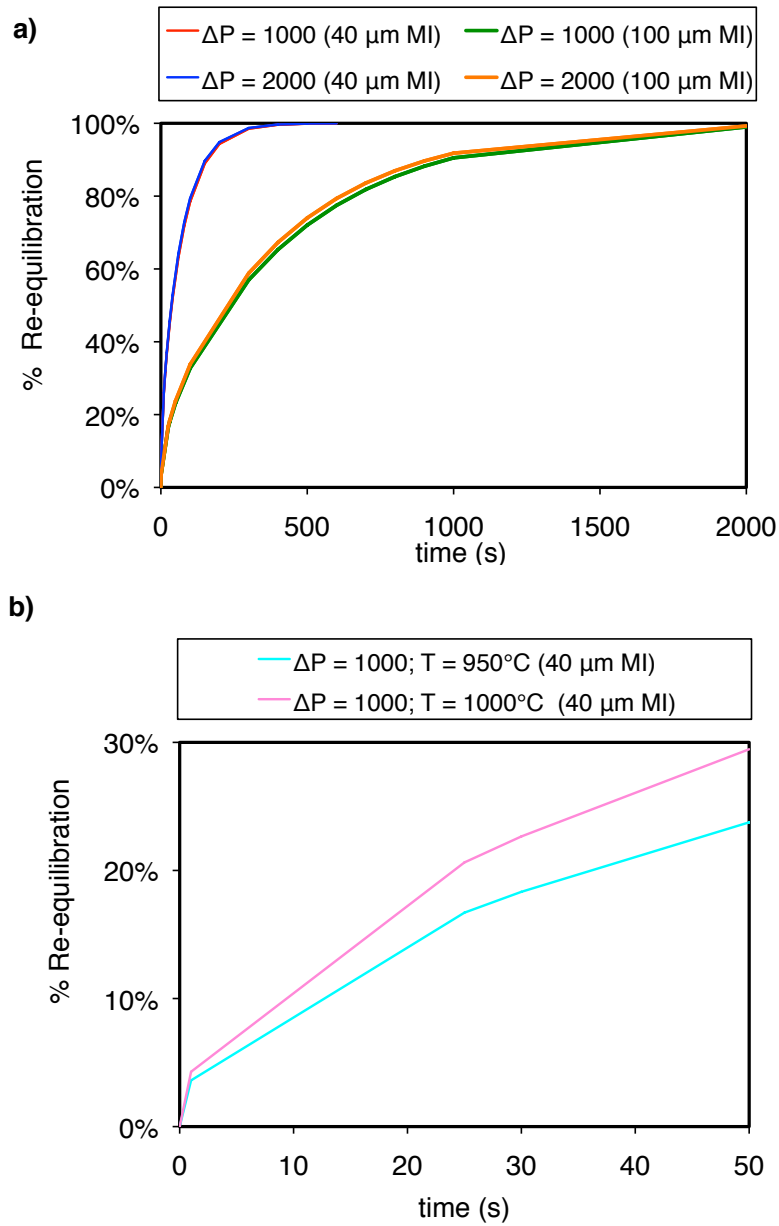 a)
ΔP = 1000 (40 µm MI) ΔP = 1000 (100 µm MI)
ΔP = 2000 (40 µm MI) ΔP = 2000 (100 µm MI)
100%
80%
60%
40%
20%
0%
% Re-equilibration
0 500 1000 1500 2000
time (s)
b)
ΔP = 1000; T = 950°C (40 µm MI)
ΔP = 1000; T = 1000°C (40 µm MI)
30%
20%
10%
0%
% Re-equilibration
0 10 20 30 40 50
time (s)